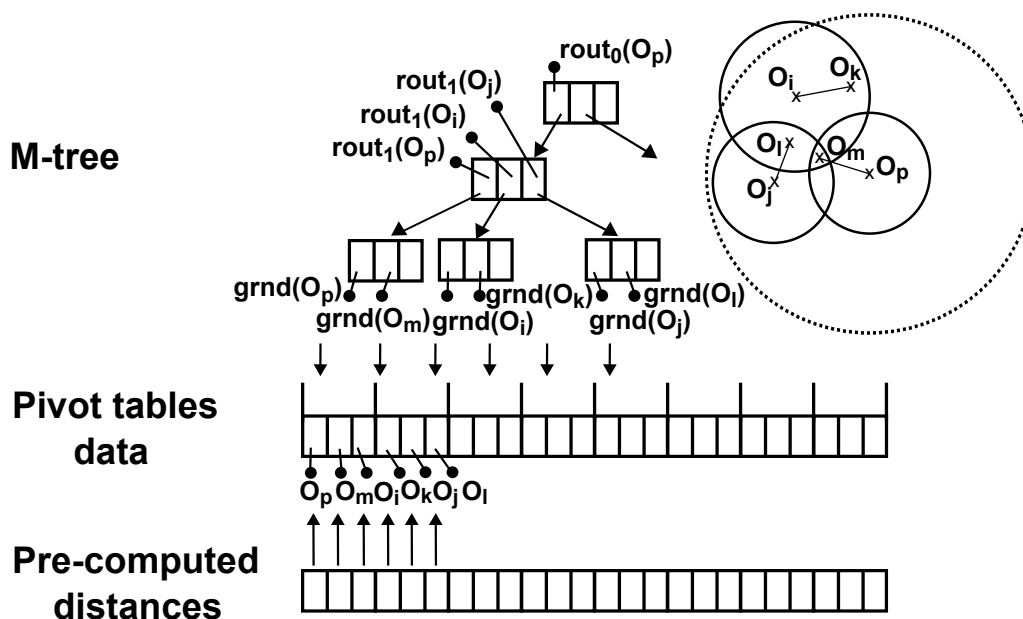 rout0(Op)
rout1(Oj)
rout1(Oi)
rout1(Op)
M-tree
Oi Ok
Ol Om
Oj Op
grnd(Op) grnd(Ok) grnd(Ol)
grnd(Om) grnd(Oi) grnd(Oj)
Pivot tables
data
Op Om Oi Ok Oj Ol
Pre-computed
distances